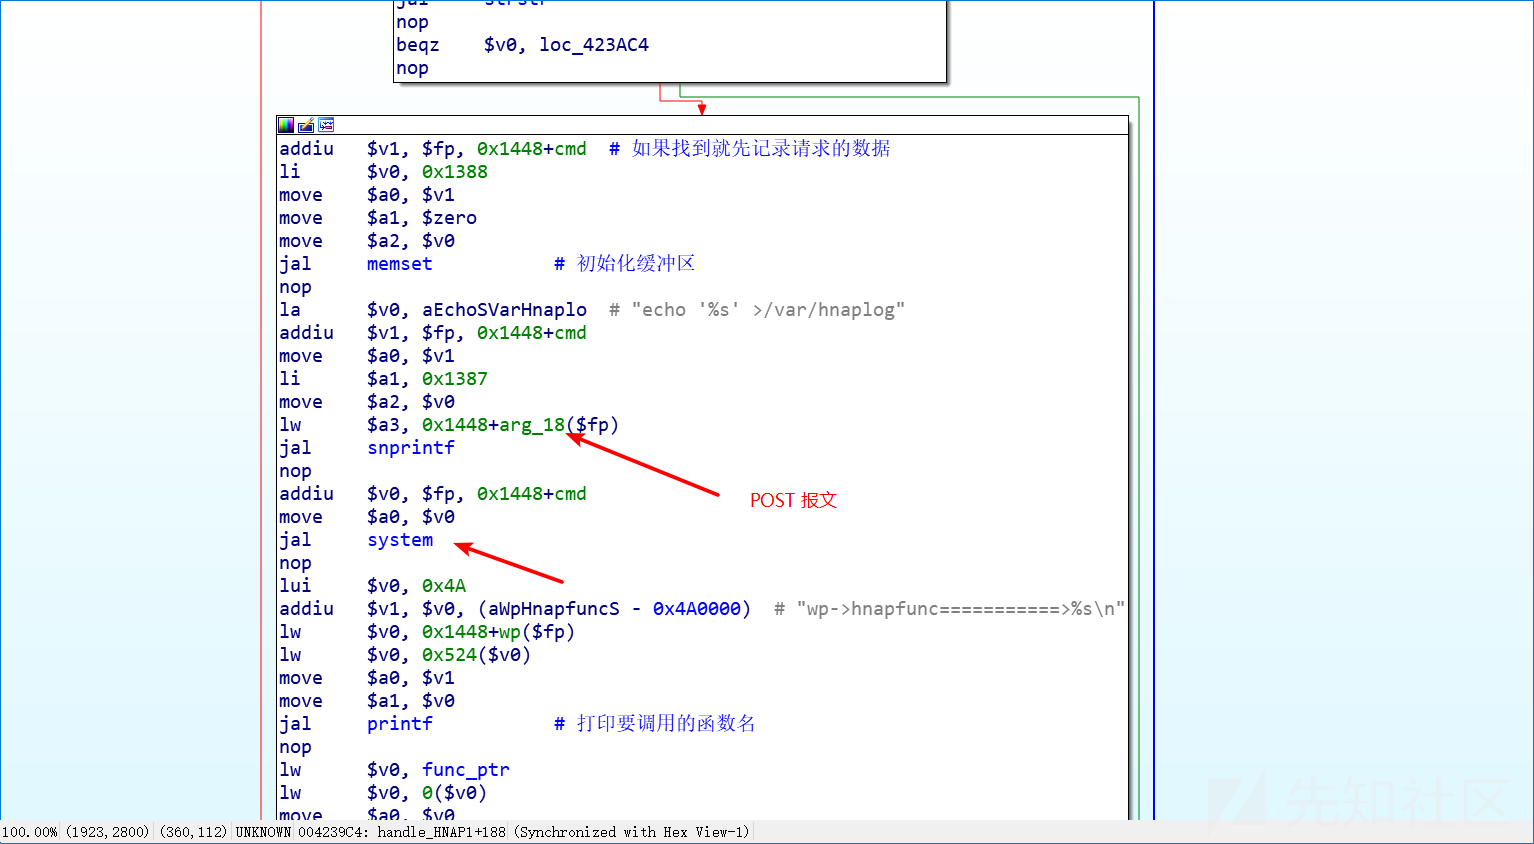 jal strstr
nop
beqz $v0, loc_423AC4
nop
addiu $v1, $fp, 0x1448+cmd # 如果找到就先记录请求的数据
li $v0, 0x1388
move $a0, $v1
move $a1, $zero
move $a2, $v0
jal memset # 初始化缓冲区
nop
la $v0, aEchoSVarHnaplo # "echo '%s' >/var/hnaplog"
addiu $v1, $fp, 0x1448+cmd
move $a0, $v1
li $a1, 0x1387
move $a2, $v0
lw $a3, 0x1448+arg_18($fp)
jal snprintf
nop
addiu $v0, $fp, 0x1448+cmd
POST 报文
move $a0, $v0
jal system
nop
lui $v0, 0x4A
addiu $v1, $v0, (aWpHnapfuncS - 0x4A0000) # "wp->hnapfunc===========>%s\n"
lw $v0, 0x1448+wp($fp)
lw $v0, 0x524($v0)
move $a0, $v1
move $a1, $v0
jal printf # 打印要调用的函数名
nop
lw $v0, func_ptr
lw $v0, 0($v0)
move $a0, $v0
先知社区
100.00% (1923,2800) (360,112) UNKNOWN 004239C4: handle_HNAP1+188 (Synchronized with Hex View-1)